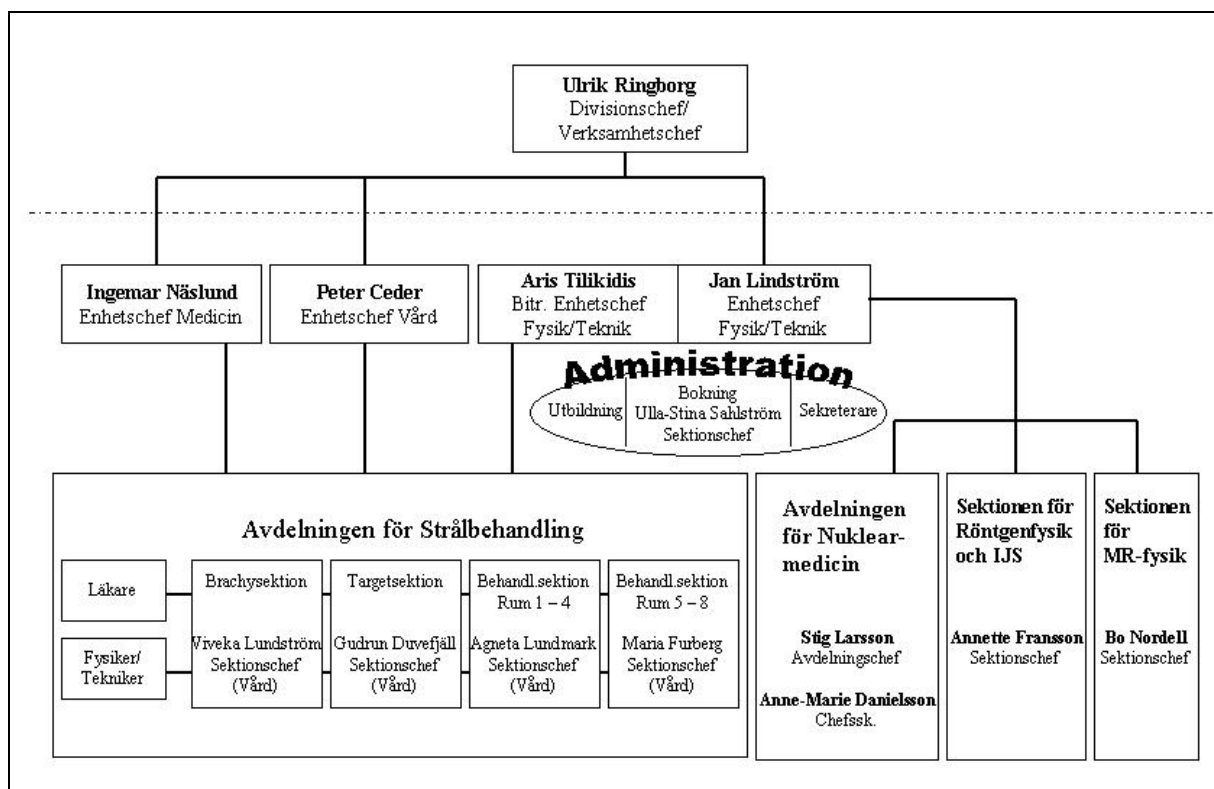 Ulrik Ringborg
Divisionschef/
Verksamhetschef
Ingemar Näslund
Enhetschef Medicin
Peter Ceder
Enhetschef Vård
Aris Tilikidis
Bitr. Enhetschef
Fysik/Teknik
Jan Lindström
Enhetschef
Fysik/Teknik
Administration
Utbildning
Bokning
Ulla-Stina Sahlström
Sektionschef
Sekreterare
Avdelningen för Strålbehandling
Läkare
Fysiker/
Tekniker
Brachysektion
Viveka Lundström
Sektionschef
(Vård)
Targetsektion
Gudrun Duvefjäll
Sektionschef
(Vård)
Behandl.sektion
Rum 1 – 4
Agneta Lundmark
Sektionschef
(Vård)
Behandl.sektion
Rum 5 – 8
Maria Furberg
Sektionschef
(Vård)
Avdelningen
för Nuklear-
medicin
Stig Larsson
Avdelningschef
Anne-Marie Danielsson
Chefssk.
Sektionen för
Röntgenfysik
och IJS
Annette Fransson
Sektionschef
Sektionen
för
MR-fysik
Bo Nordell
Sektionschef